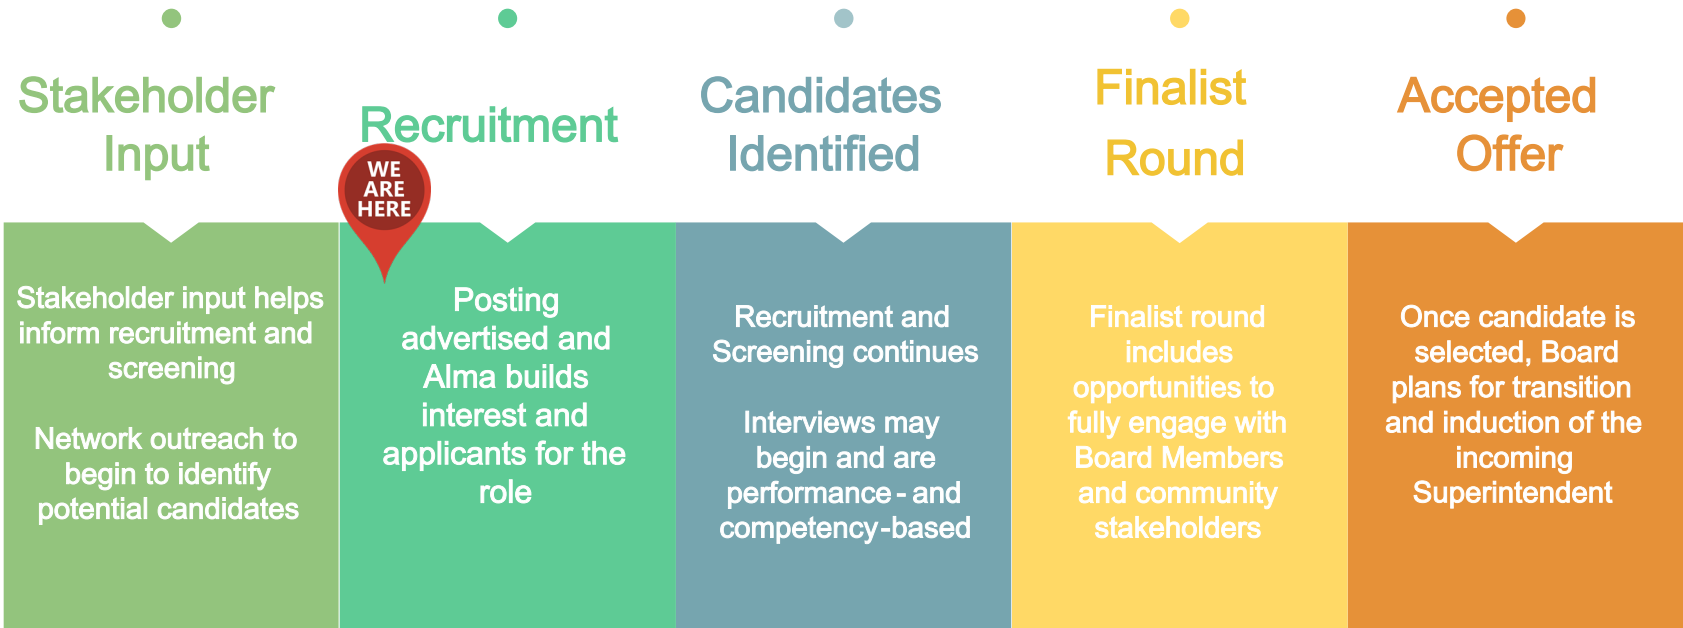 Stakeholder
Input
Stakeholder input helps
inform recruitment and
screening
Network outreach to
begin to identify
potential candidates
Recruitment
WE
ARE
HERE
Posting
advertised and
Alma builds
interest and
applicants for the
role
Candidates
Identified
Recruitment and
Screening continues
Interviews may
begin and are
performance - and
competency-based
Finalist
Round
Finalist round
includes
opportunities to
fully engage with
Board Members
and community
stakeholders
Accepted
Offer
Once candidate is
selected, Board
plans for transition
and induction of the
incoming
Superintendent